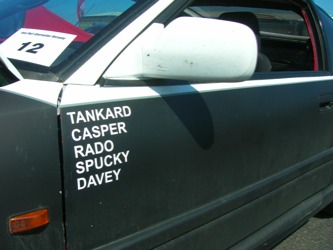 12
TANKARD
CASPER
RADO
SPUCKY
DAVEY